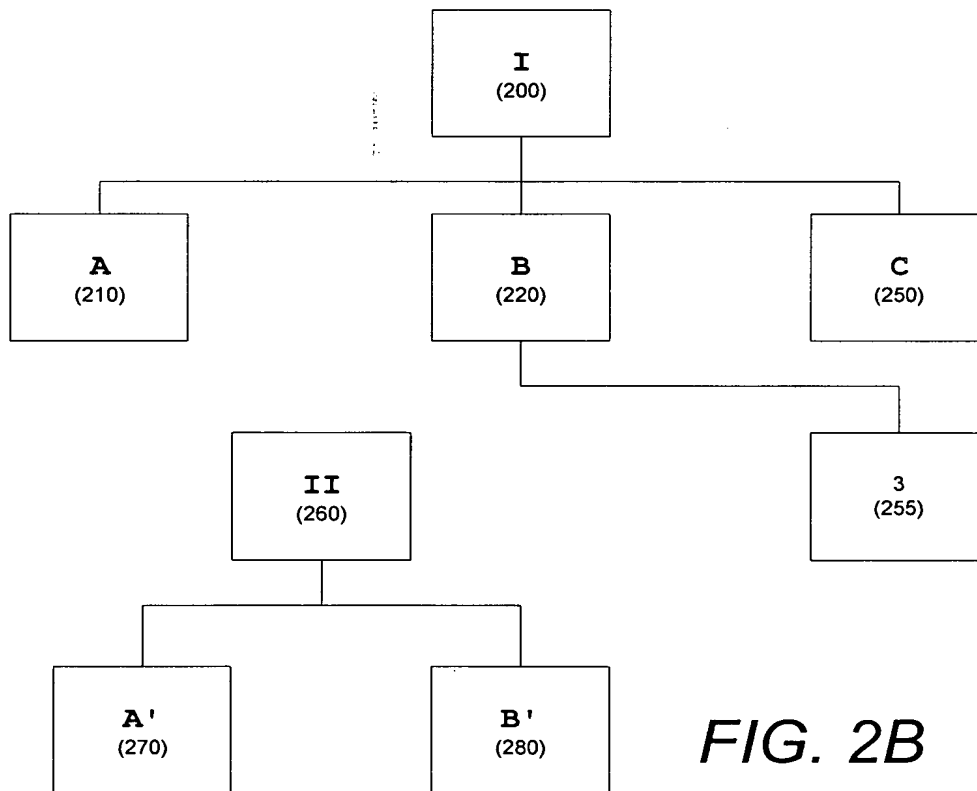 I
(200)
A
(210)
B
(220)
C
(250)
II
(260)
3
(255)
A'
(270)
B'
(280)
FIG. 2B